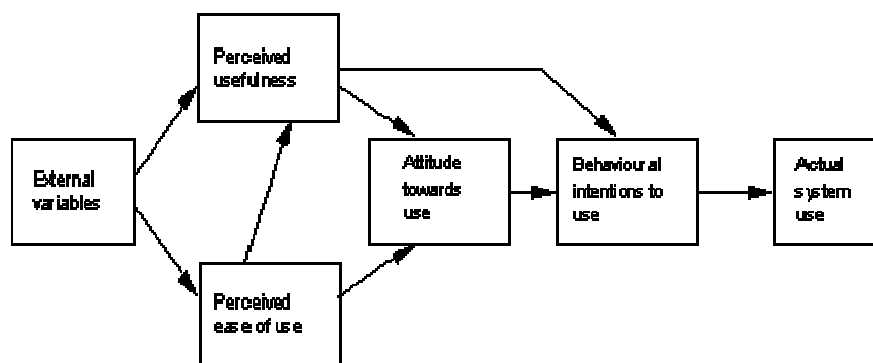 Perceived
usefulness
External
variables
Attitude
towards
use
Behavioural
intentions to
use
Actual
system
use
Perceived
ease of use